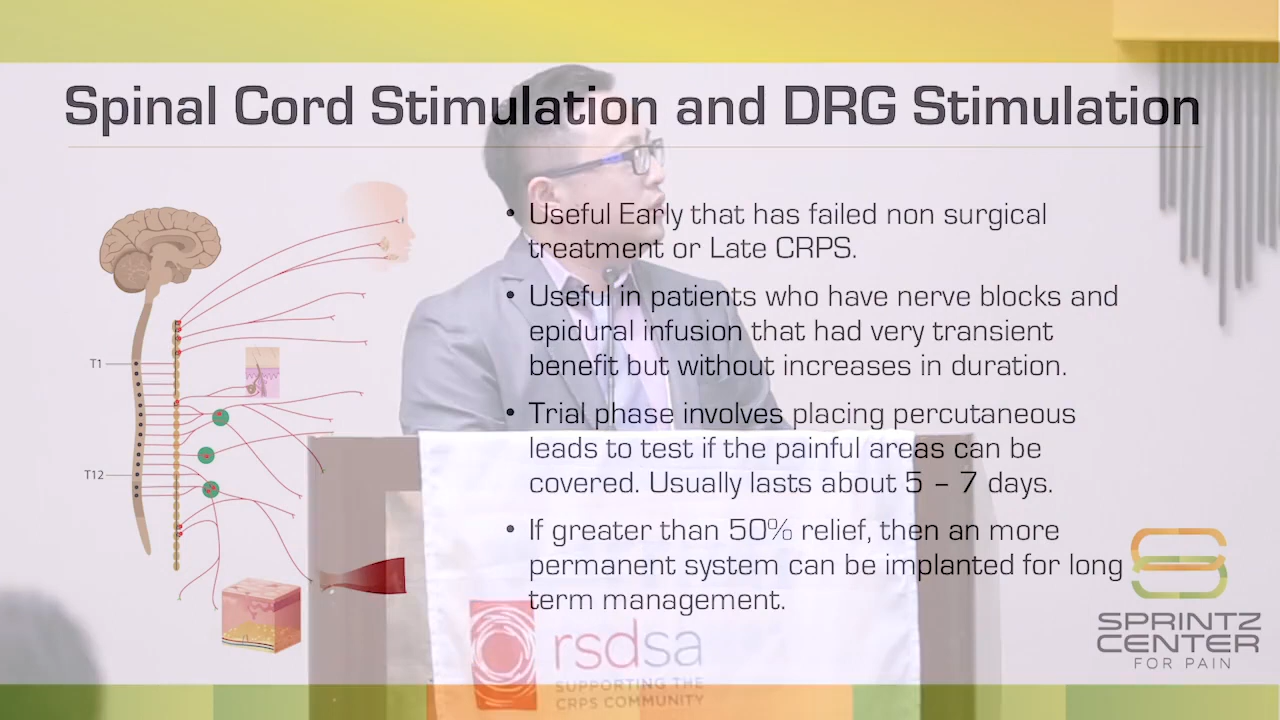 Spinal Cord Stimulation and DRG Stimulation
• Useful Early that has failed non surgical
treatment or Late CRPS.
• Useful in patients who have nerve blocks and
epidural infusion that had very transient
benefit but without increases in duration.
• Trial phase involves placing percutaneous
leads to test if the painful areas can be
covered. Usually lasts about 5 – 7 days.
• If greater than 50% relief, then an more
permanent system can be implanted for long
term management.
T1
T12
rsdsa
SUPPORTING THE
CRPS COMMUNITY
SPRINTZ
CENTER
FOR PAIN